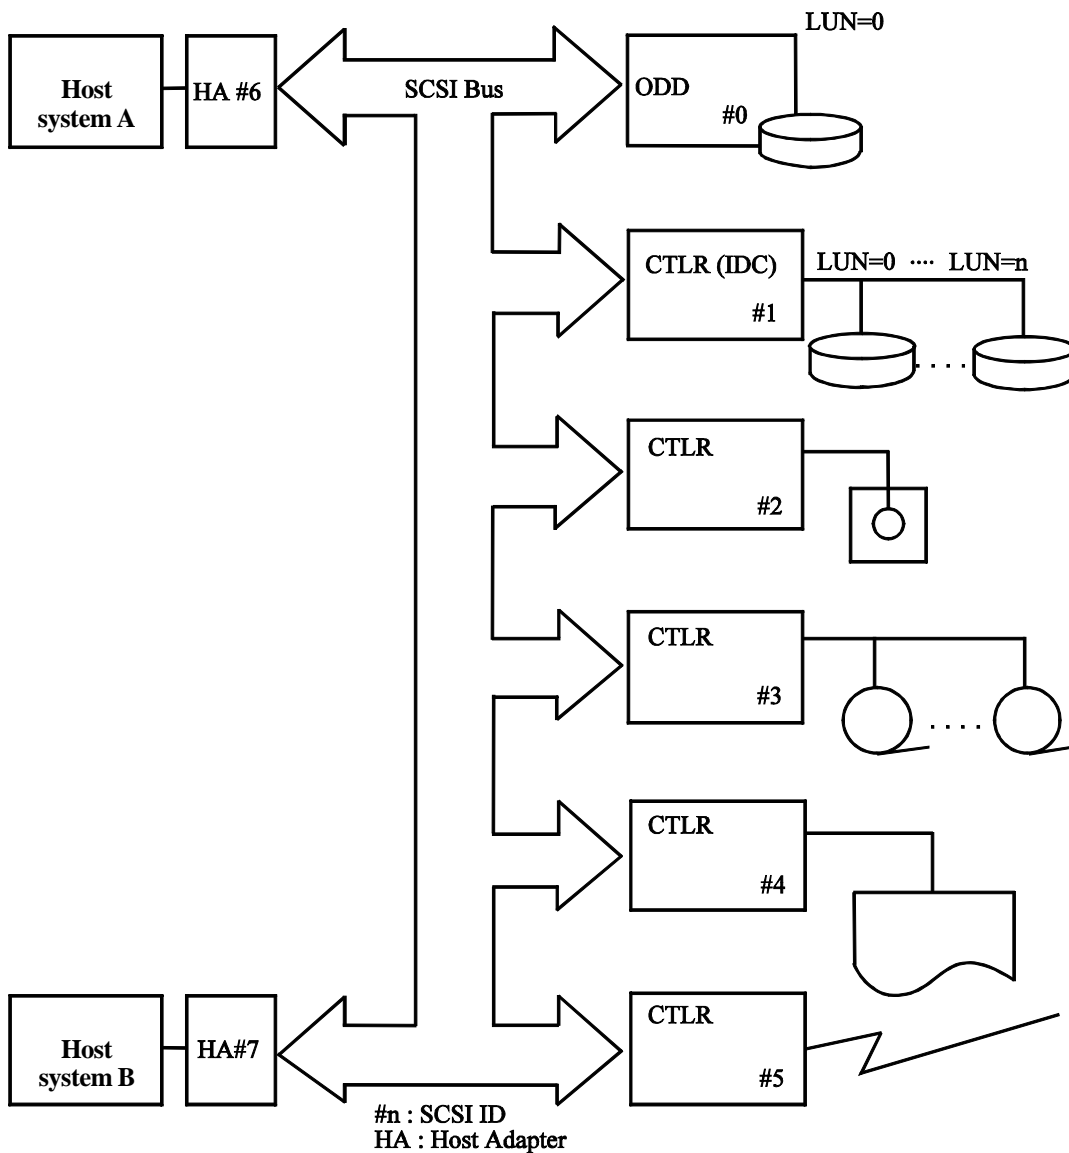 LUN=0
Host
system A
HA #6
SCSI Bus
ODD
#0
CTLR (IDC)
#1
LUN=0 ···· LUN=n
CTLR
#2
CTLR
#3
CTLR
#4
Host
system B
HA#7
CTLR
#5
#n : SCSI ID
HA : Host Adapter